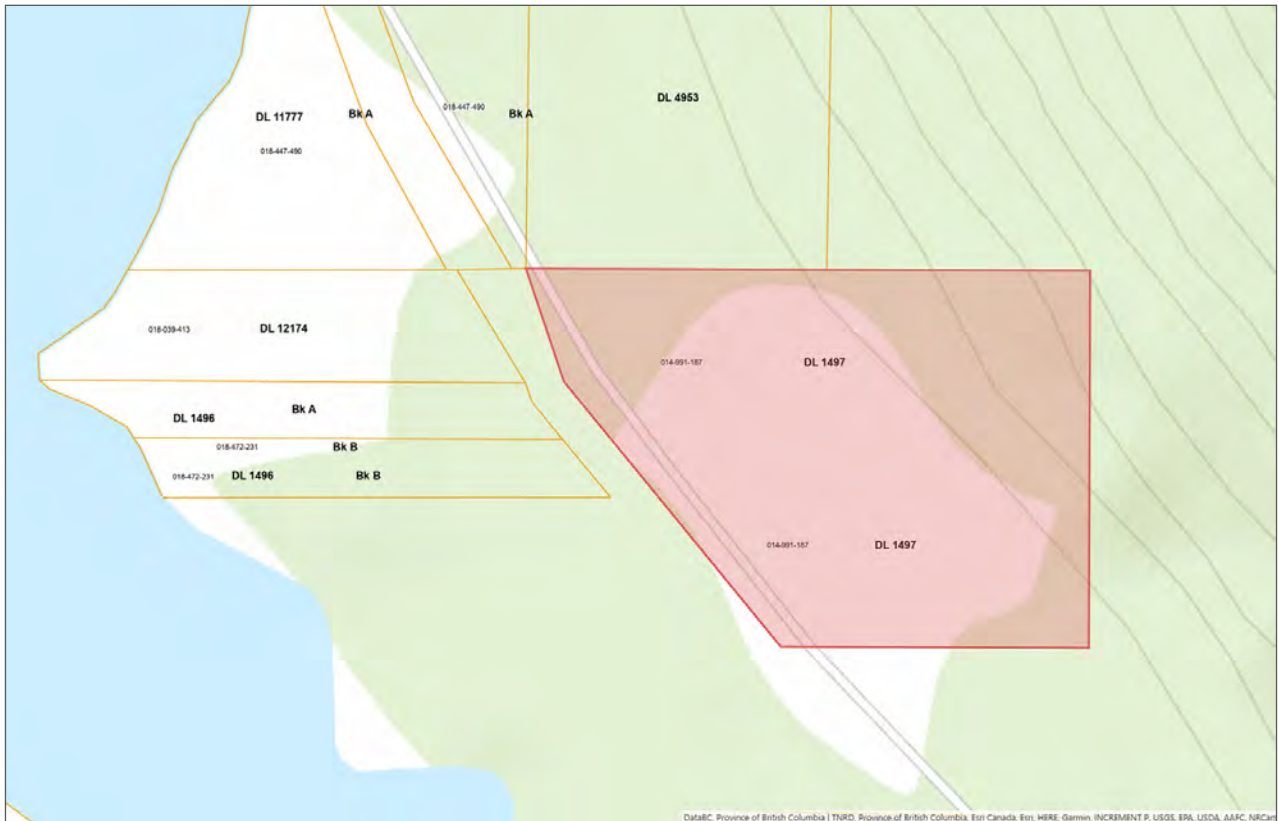 DL 4953
018-447-490
Bk A
DL 11777
Bk A
018-447-490
018-039-413
DL 12174
014-991-187
DL 1497
Bk A
DL 1496
018-472-231
Bk B
018-472-231
DL 1496
Bk B
014-991-187
DL 1497
DataBC, Province of British Columbia | TNRD, Province of British Columbia, Esri Canada, Esri, HERE, Garmin, INCREMENT P, USGS, EPA, USDA, AAFC, NRCan